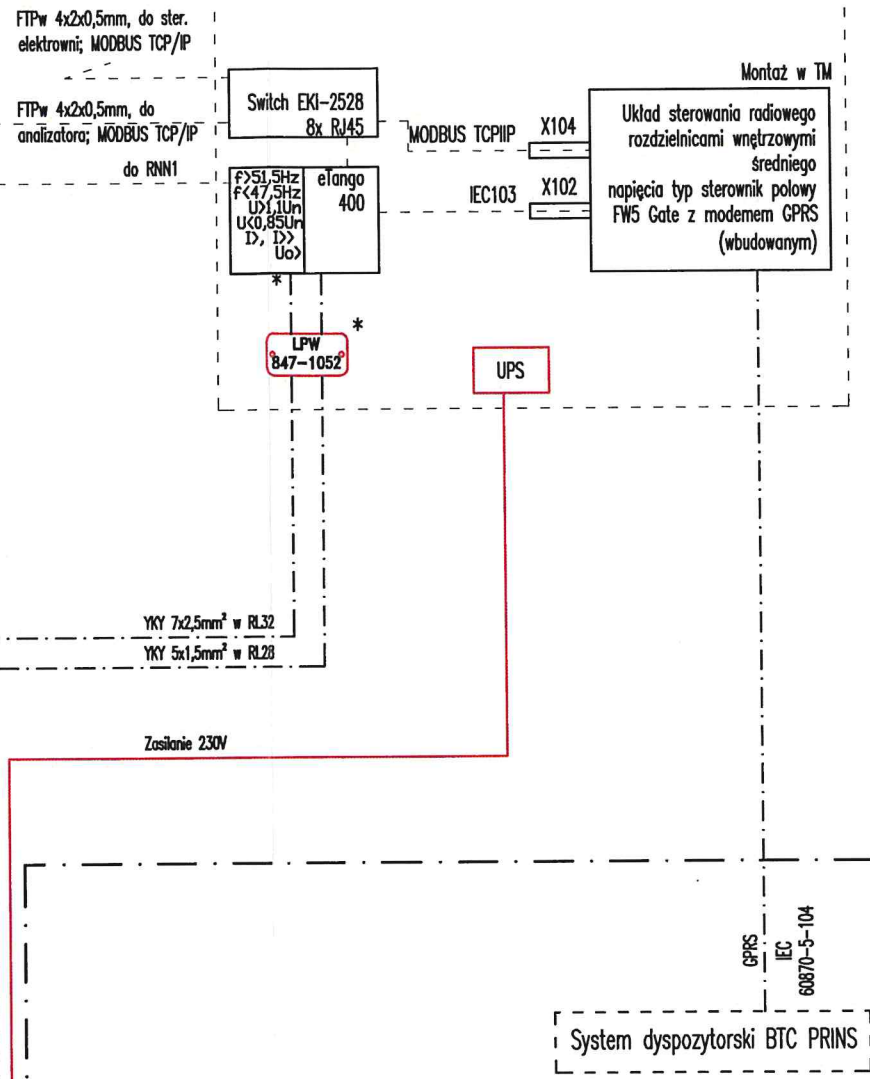 FTPw 4x2x0,5mm, do ster.
elektrowni; MODBUS TCP/IP
FTPw 4x2x0,5mm, do
analizatora; MODBUS TCP/IP
do RNN1
Switch EKI-2528
8x RJ45
MODBUS TCPIIP
X104
IEC103
X102
Montaż w TM
Układ sterowania radiowego
rozdzielnicami wnętrzowymi
średniego
napięcia typ sterownik polowy
FW5 Gate z modemem GPRS
(wbudowanym)
f>51,5Hz
f<47,5Hz
U>1,1Un
U<0,85Un
I>, I>>
Uo>
eTango
400
*
*
LPW
847-1052
UPS
YKY 7x2,5mm² w RL32
YKY 5x1,5mm² w RL28
Zasilanie 230V
GPRS
IEC
60870-5-104
System dyspozytorski BTC PRINS